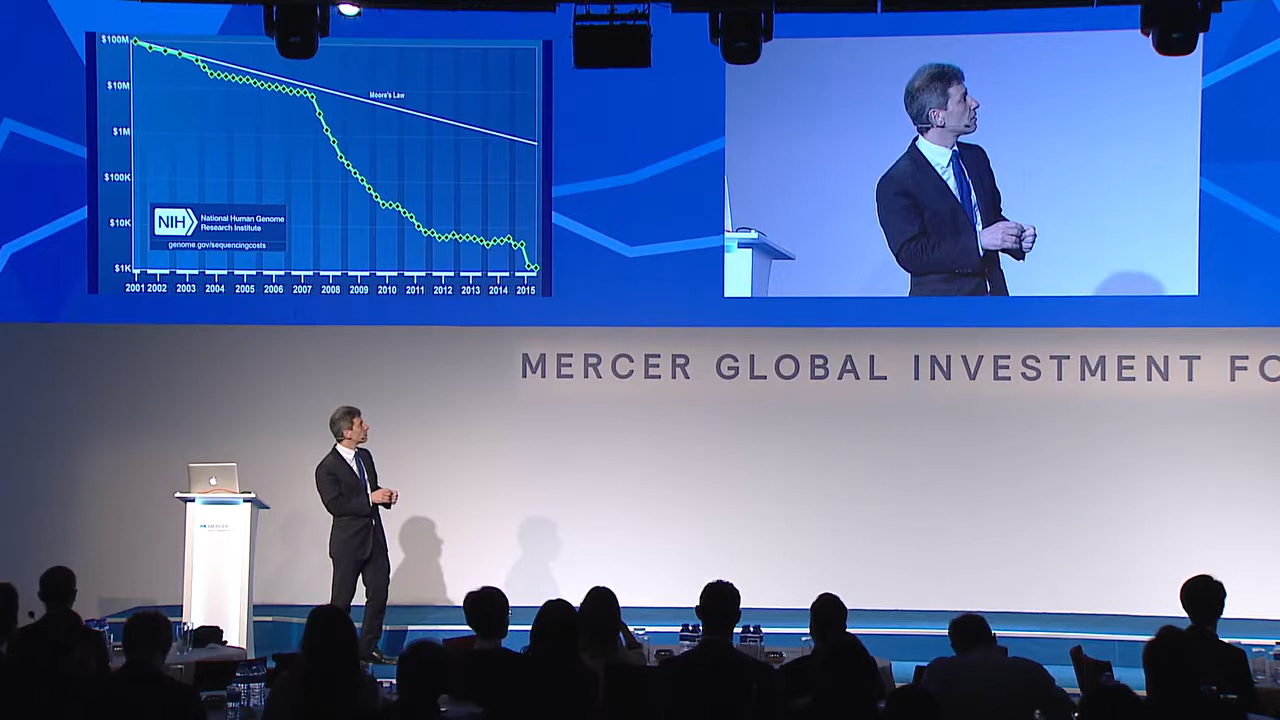 $100M
$10M
$1M
$100K
$10K
$1K
Moore's Law
NIH
National Human Genome
Research Institute
genome.gov/sequencingcosts
2001 2002 2003 2004 2005 2006 2007 2008 2009 2010 2011 2012 2013 2014 2015
MERCER GLOBAL INVESTMENT FO
MERCER